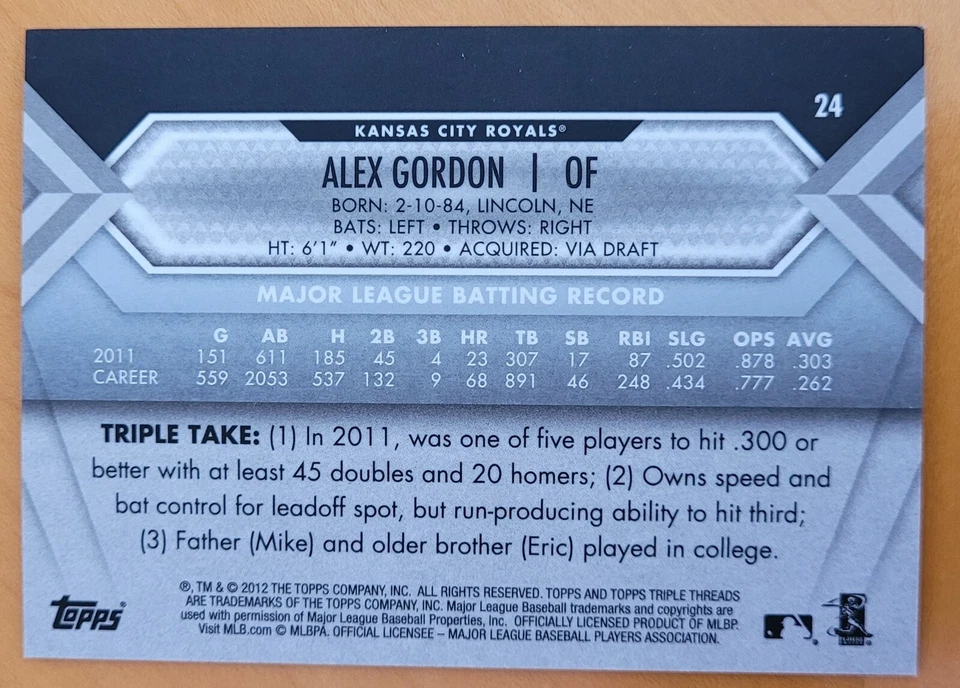 24
KANSAS CITY ROYALS®
ALEX GORDON | OF
BORN: 2-10-84, LINCOLN, NE
BATS: LEFT • THROWS: RIGHT
HT: 6'1" • WT: 220 • ACQUIRED: VIA DRAFT
MAJOR LEAGUE BATTING RECORD
G AB H 2B 3B HR TB SB RBI SLG OPS AVG
2011 151 611 185 45 4 23 307 17 87 .502 .878 .303
CAREER 559 2053 537 132 9 68 891 46 248 .434 .777 .262
TRIPLE TAKE: (1) In 2011, was one of five players to hit .300 or
better with at least 45 doubles and 20 homers; (2) Owns speed and
bat control for leadoff spot, but run-producing ability to hit third;
(3) Father (Mike) and older brother (Eric) played in college.
®, TM & © 2012 THE TOPPS COMPANY, INC. ALL RIGHTS RESERVED. TOPPS AND TOPPS TRIPLE THREADS
ARE TRADEMARKS OF THE TOPPS COMPANY, INC. Major League Baseball trademarks and copyrights are
used with permission of Major League Baseball Properties, Inc. OFFICIALLY LICENSED PRODUCT OF MLBP.
Visit MLB.com © MLBPA. OFFICIAL LICENSEE – MAJOR LEAGUE BASEBALL PLAYERS ASSOCIATION.
topps®